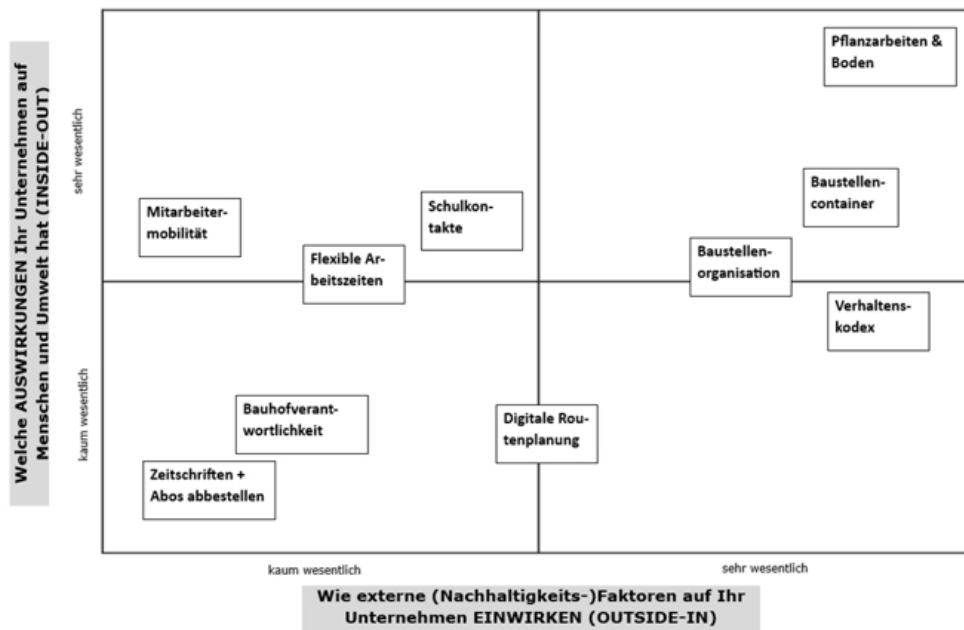 Welche AUSWIRKUNGEN Ihr Unternehmen auf
Menschen und Umwelt hat (INSIDE-OUT)
sehr wesentlich
kaum wesentlich
Pflanzarbeiten &
Boden
Baustellen-
container
Mitarbeiter-
mobilität
Schulkon-
takte
Flexible Ar-
beitszeiten
Baustellen-
organisation
Verhaltens-
kodex
Bauhofverant-
wortlichkeit
Digitale Rou-
tenplanung
Zeitschriften +
Abos abbestellen
kaum wesentlich
sehr wesentlich
Wie externe (Nachhaltigkeits-)Faktoren auf Ihr
Unternehmen EINWIRKEN (OUTSIDE-IN)